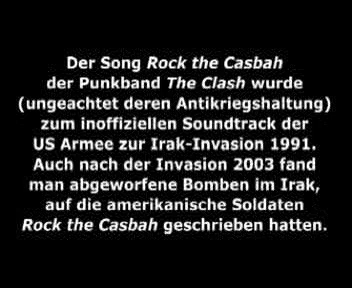 Der Song Rock the Casbah
der Punkband The Clash wurde
(ungeachtet deren Antikriegshaltung)
zum inoffiziellen Soundtrack der
US Armee zur Irak-Invasion 1991.
Auch nach der Invasion 2003 fand
man abgeworfene Bomben im Irak,
auf die amerikanische Soldaten
Rock the Casbah geschrieben hatten.